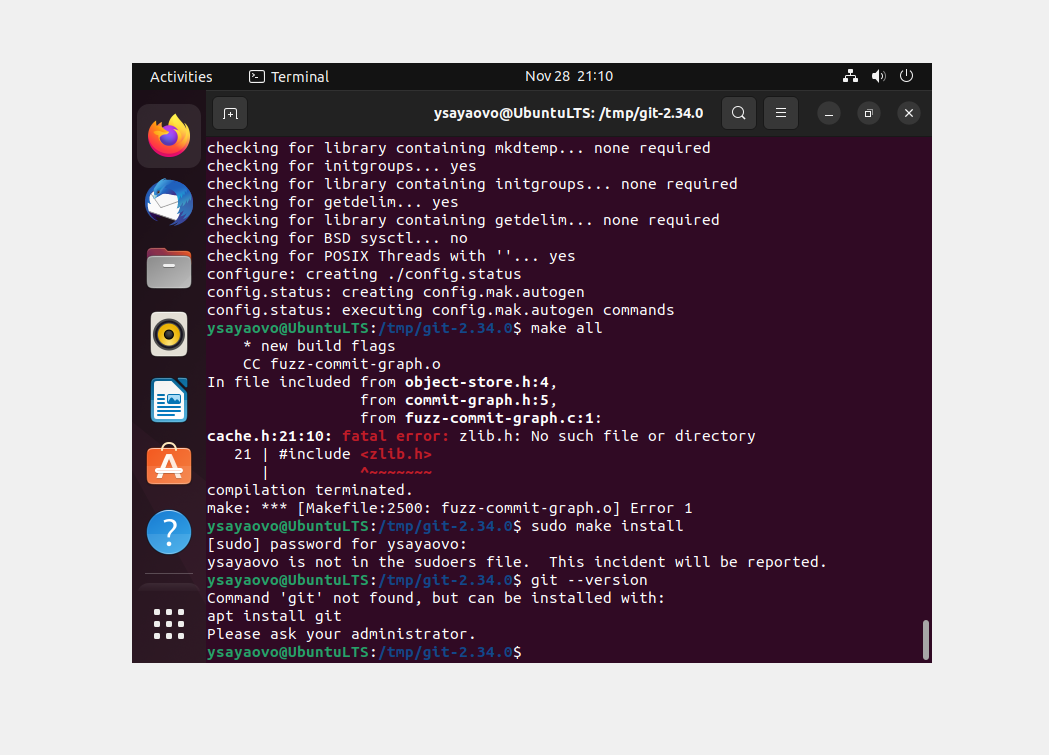 Activities Terminal Nov 28 21:10
ysayaovo@UbuntuLTS: /tmp/git-2.34.0
checking for library containing mkdtemp... none required
checking for initgroups... yes
checking for library containing initgroups... none required
checking for getdelim... yes
checking for library containing getdelim... none required
checking for BSD sysctl... no
checking for POSIX Threads with ''... yes
configure: creating ./config.status
config.status: creating config.mak.autogen
config.status: executing config.mak.autogen commands
ysayaovo@UbuntuLTS:/tmp/git-2.34.0$ make all
    * new build flags
    CC fuzz-commit-graph.o
In file included from object-store.h:4,
                 from commit-graph.h:5,
                 from fuzz-commit-graph.c:1:
cache.h:21:10: fatal error: zlib.h: No such file or directory
   21 | #include <zlib.h>
      |          ^~~~~~~~
compilation terminated.
make: *** [Makefile:2500: fuzz-commit-graph.o] Error 1
ysayaovo@UbuntuLTS:/tmp/git-2.34.0$ sudo make install
[sudo] password for ysayaovo:
ysayaovo is not in the sudoers file.  This incident will be reported.
ysayaovo@UbuntuLTS:/tmp/git-2.34.0$ git --version
Command 'git' not found, but can be installed with:
apt install git
Please ask your administrator.
ysayaovo@UbuntuLTS:/tmp/git-2.34.0$